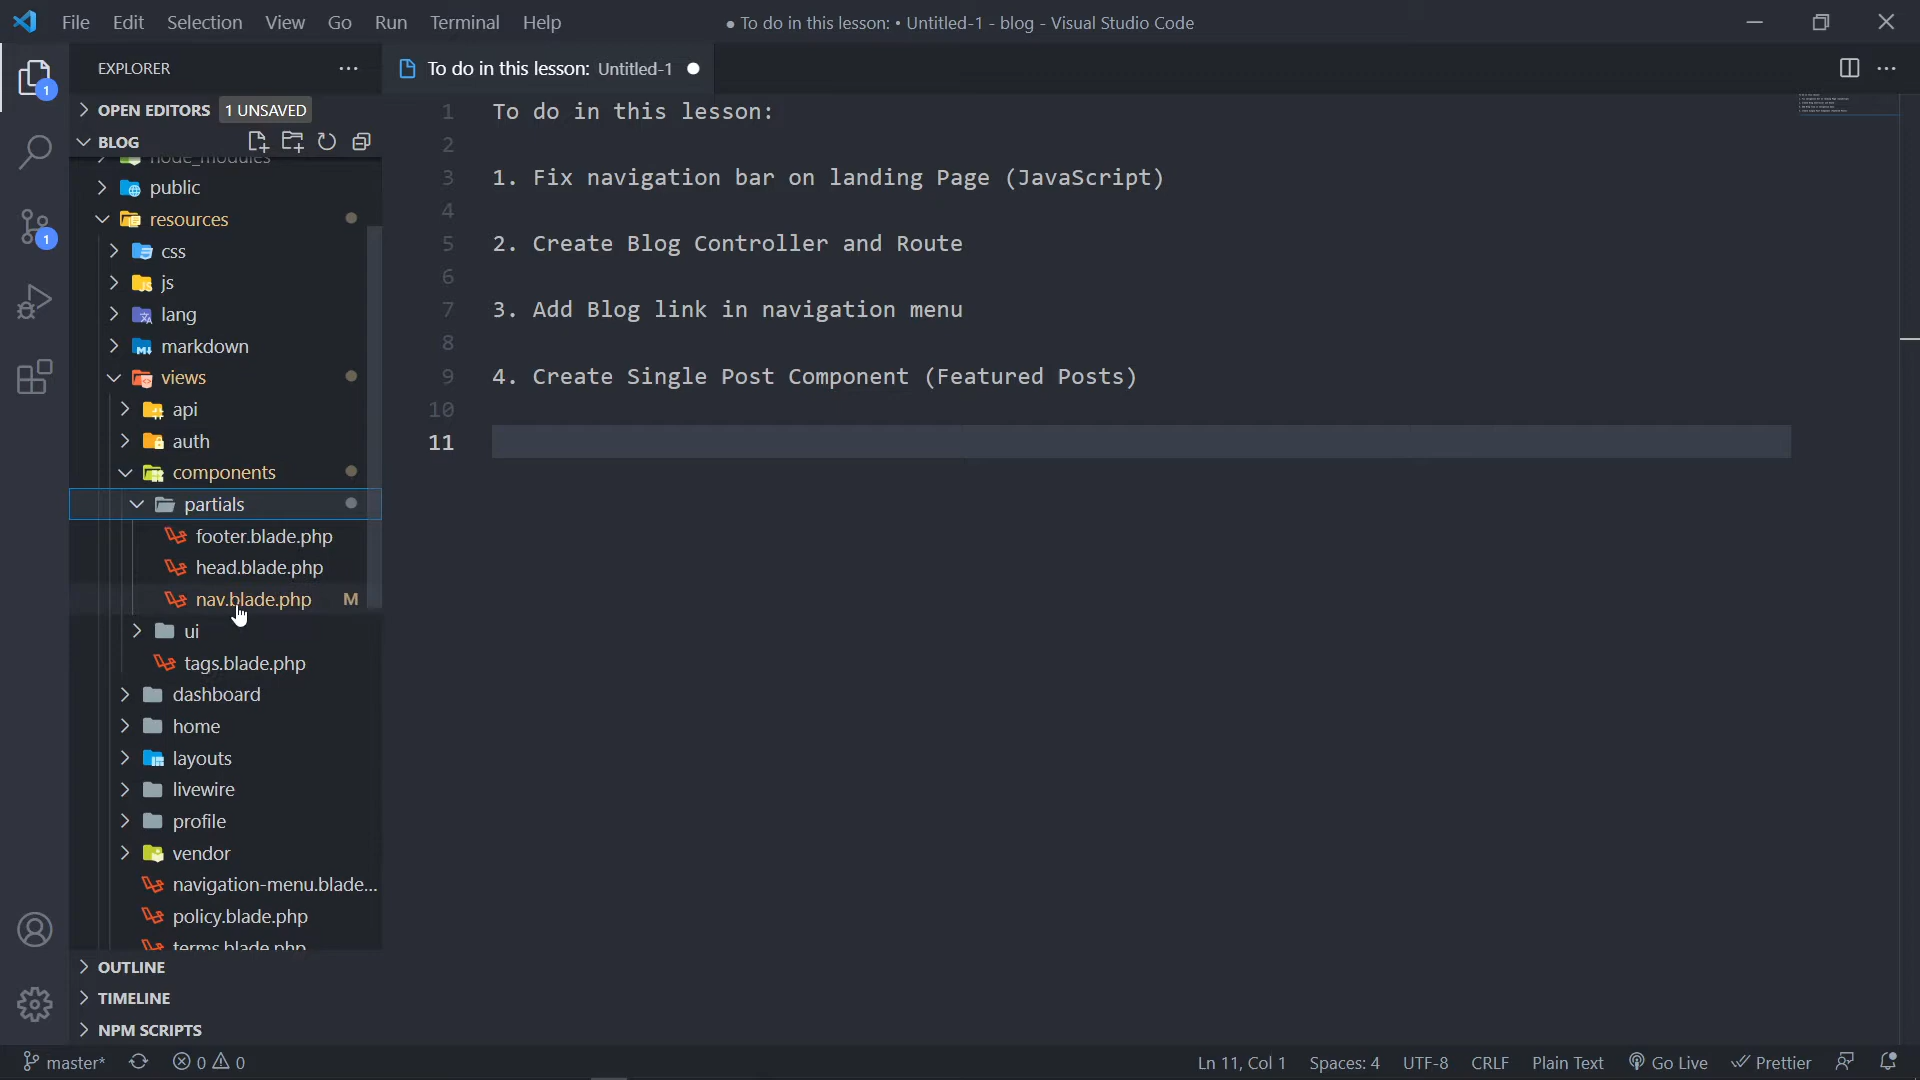 File Edit Selection View Go Run Terminal Help
● To do in this lesson: • Untitled-1 - blog - Visual Studio Code
EXPLORER
To do in this lesson: Untitled-1
OPEN EDITORS 1 UNSAVED
BLOG
node_modules
public
resources
css
js
lang
markdown
views
api
auth
components
partials
footer.blade.php
head.blade.php
nav.blade.php M
ui
tags.blade.php
dashboard
home
layouts
livewire
profile
vendor
navigation-menu.blade...
policy.blade.php
terms.blade.php
OUTLINE
TIMELINE
NPM SCRIPTS
1
1
1 To do in this lesson:
2
3 1. Fix navigation bar on landing Page (JavaScript)
4
5 2. Create Blog Controller and Route
6
7 3. Add Blog link in navigation menu
8
9 4. Create Single Post Component (Featured Posts)
10
11
master* 0 0
Ln 11, Col 1 Spaces: 4 UTF-8 CRLF Plain Text Go Live Prettier